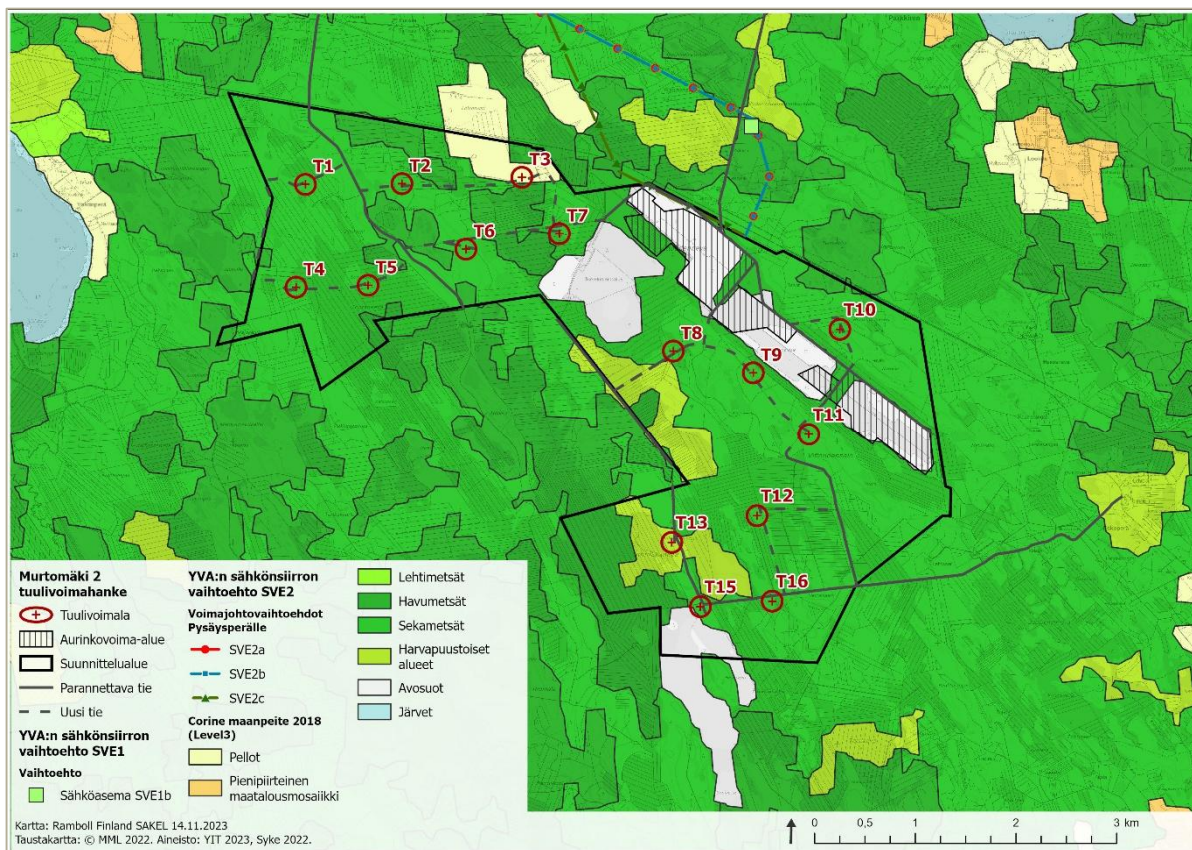 T1
T2
T3
T7
T6
T4
T5
T10
T8
T9
T11
T12
T13
T15
T16
Murtomäki 2
tuulivoimahanke
Tuulivoimala
Aurinkovoima-alue
Suunnittelualue
Parannettava tie
Uusi tie
YVA:n sähkönsiirron
vaihtoehto SVE1
Vaihtoehto
Sähköasema SVE1b
YVA:n sähkönsiirron
vaihtoehto SVE2
Voimajohtovaihtoehdot
Pysäysperälle
SVE2a
SVE2b
SVE2c
Corine maanpeite 2018
(Level3)
Pellot
Pienipiirteinen
maatalousmosaiikki
Lehtimetsät
Havumetsät
Sekametsät
Harvapuustoiset
alueet
Avosuot
Järvet
Kartta: Ramboll Finland SAKEL 14.11.2023
Taustakartta: © MML 2022. Aineisto: YIT 2023, Syke 2022.
0 0,5 1 2 3 km